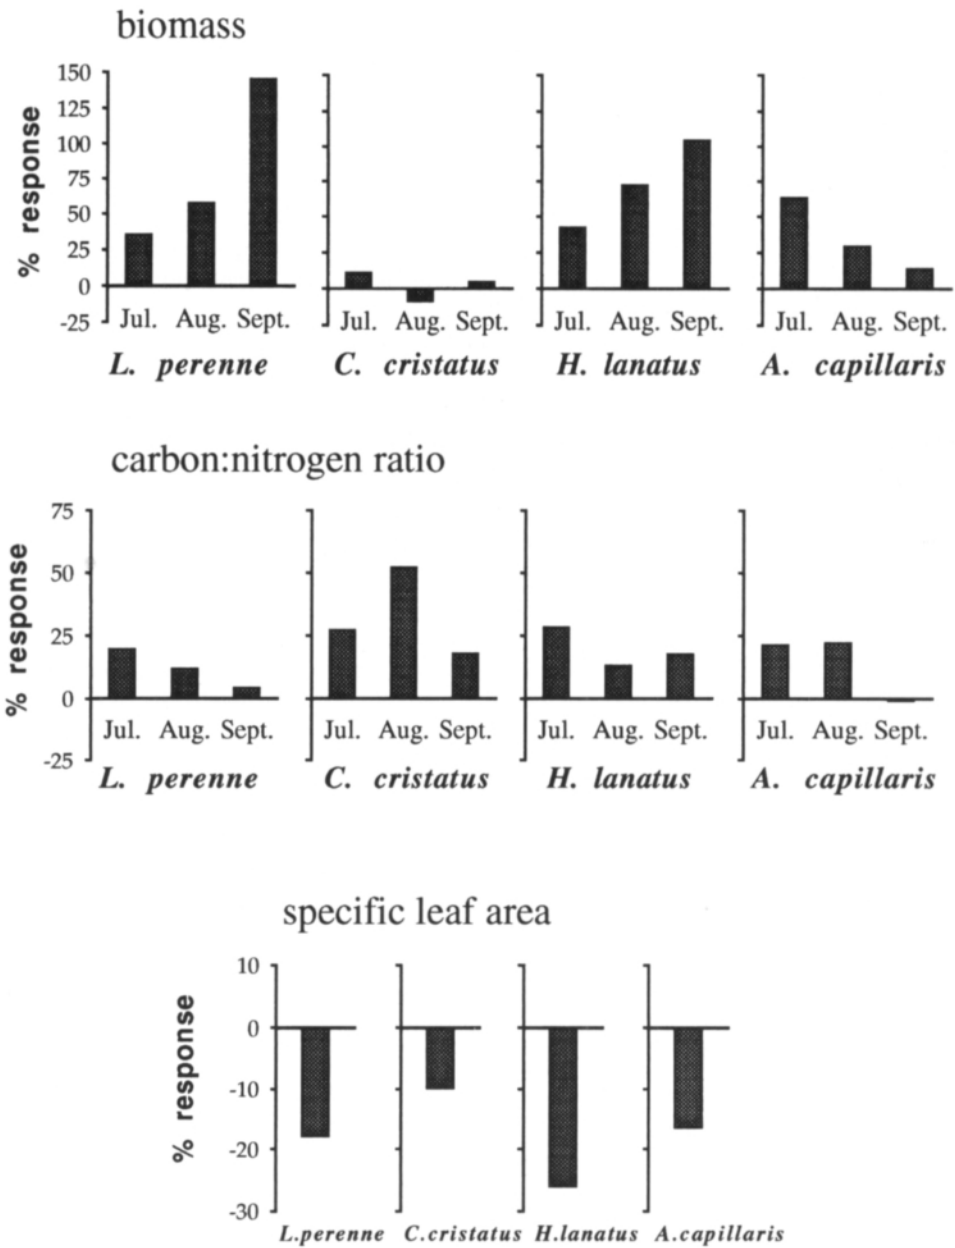 biomass
% response
150
125
100
75
50
25
0
-25
Jul. Aug. Sept. Jul. Aug. Sept. Jul. Aug. Sept. Jul. Aug. Sept.
L. perenne C. cristatus H. lanatus A. capillaris
carbon:nitrogen ratio
% response
75
50
25
0
-25
Jul. Aug. Sept. Jul. Aug. Sept. Jul. Aug. Sept. Jul. Aug. Sept.
L. perenne C. cristatus H. lanatus A. capillaris
specific leaf area
% response
10
0
-10
-20
-30
L.perenne C.cristatus H.lanatus A.capillaris